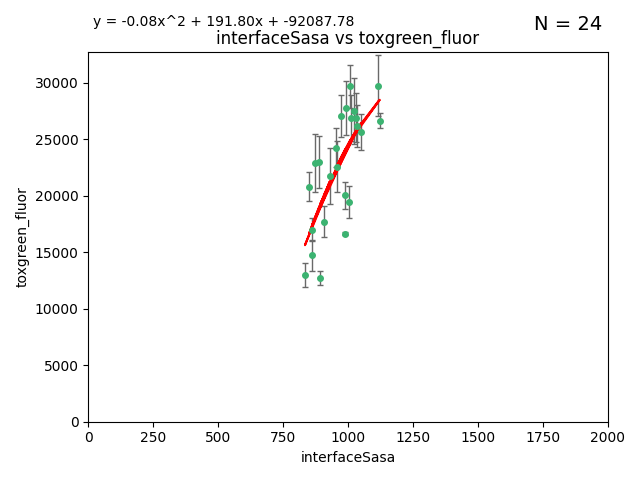 y = -0.08x^2 + 191.80x + -92087.78
N = 24
interfaceSasa vs toxgreen_fluor
toxgreen_fluor
30000
25000
20000
15000
10000
5000
0
0 250 500 750 1000 1250 1500 1750 2000
interfaceSasa